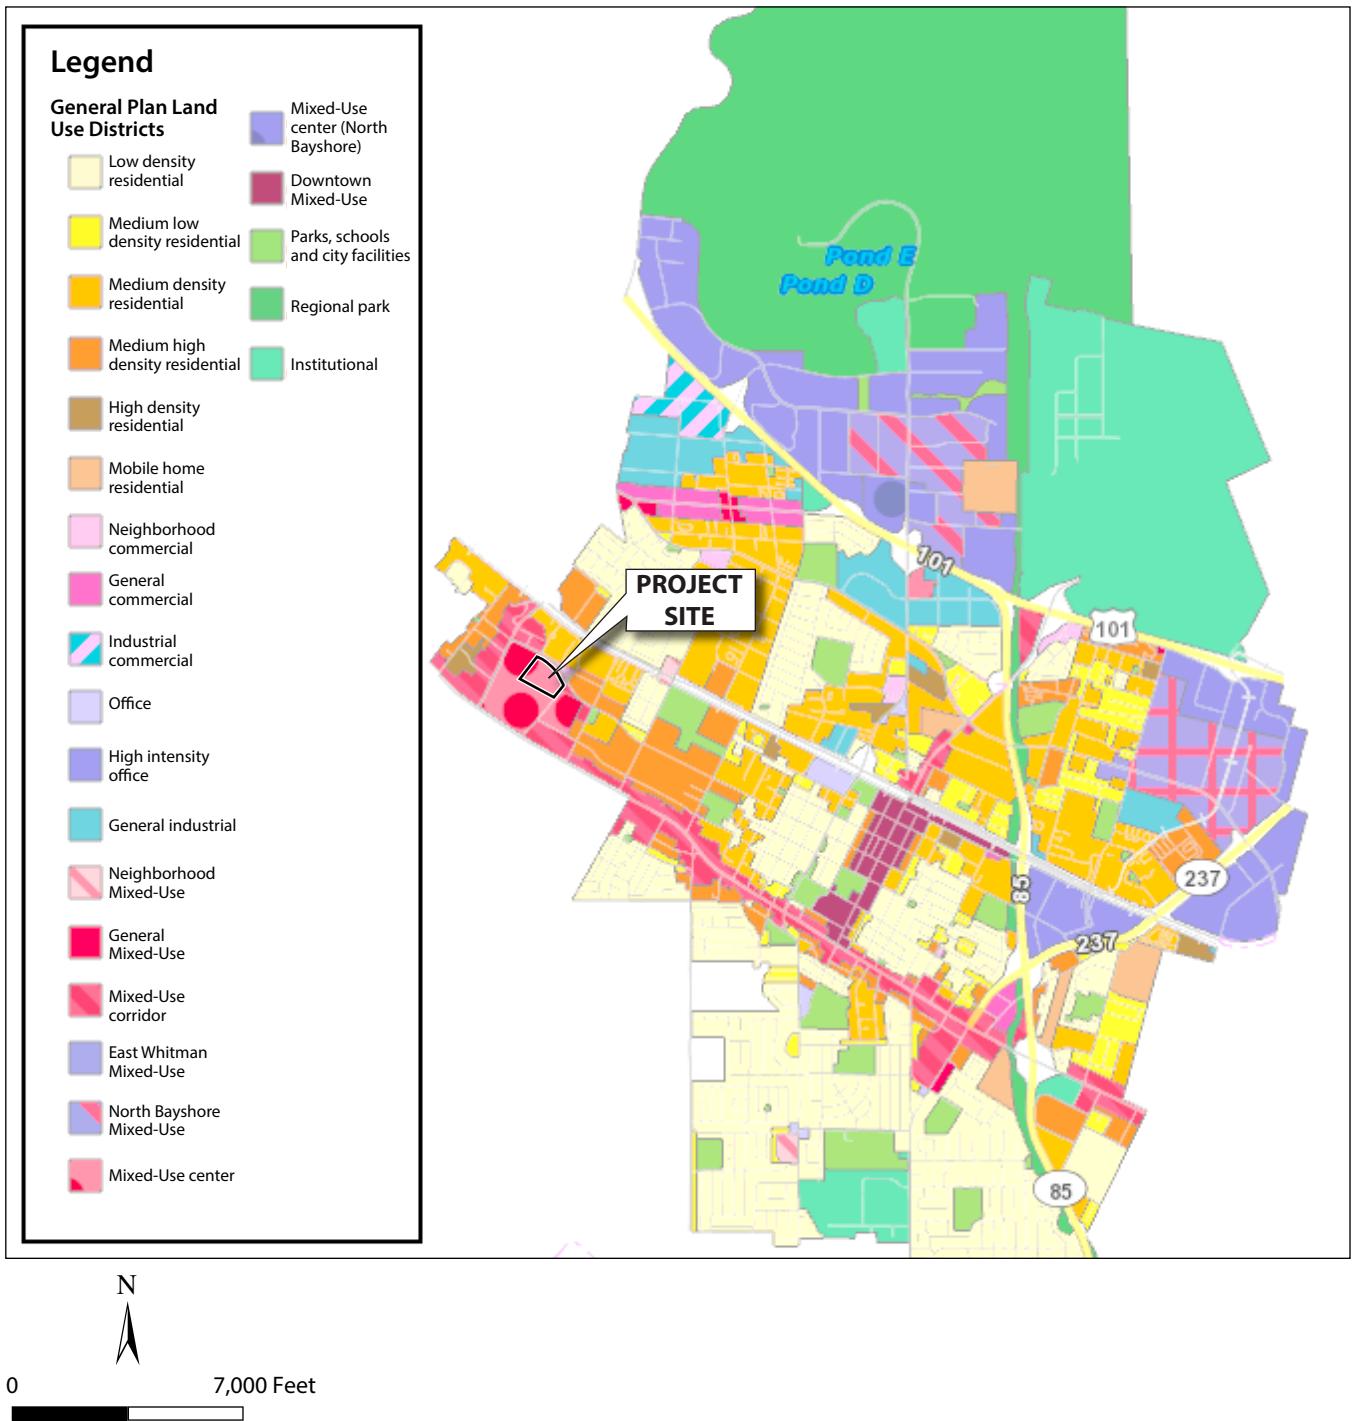 Legend
General Plan Land
Use Districts
Low density
residential
Medium low
density residential
Medium density
residential
Medium high
density residential
High density
residential
Mobile home
residential
Neighborhood
commercial
General
commercial
Industrial
commercial
Office
High intensity
office
General industrial
Neighborhood
Mixed-Use
General
Mixed-Use
Mixed-Use
corridor
East Whitman
Mixed-Use
North Bayshore
Mixed-Use
Mixed-Use center
Mixed-Use
center (North
Bayshore)
Downtown
Mixed-Use
Parks, schools
and city facilities
Regional park
Institutional
Pond E
Pond D
101
PROJECT
SITE
101
85
237
237
85
N
0 7,000 Feet